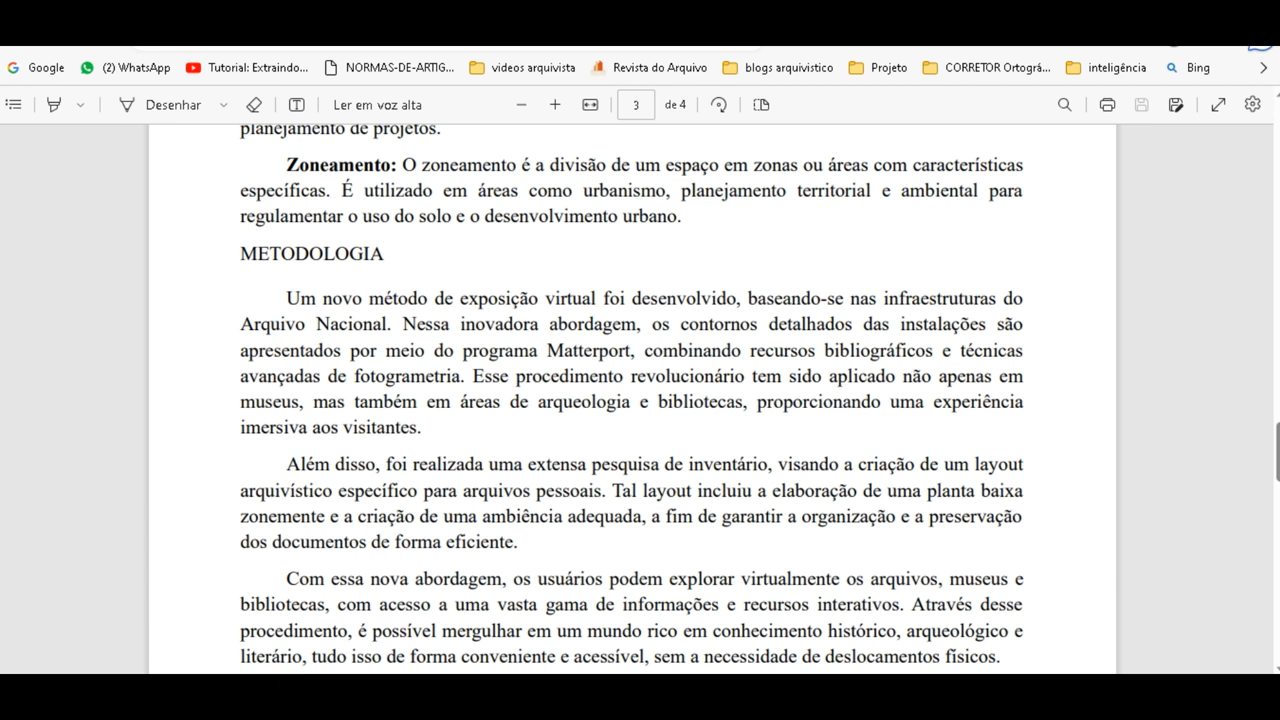 Google
(2) WhatsApp
Tutorial: Extraindo...
NORMAS-DE-ARTIG...
videos arquivista
Revista do Arquivo
blogs arquivistico
Projeto
CORRETOR Ortográ...
inteligência
Bing
Desenhar
Ler em voz alta
3
de 4
planejamento de projetos.
Zoneamento: O zoneamento é a divisão de um espaço em zonas ou áreas com características
específicas. É utilizado em áreas como urbanismo, planejamento territorial e ambiental para
regulamentar o uso do solo e o desenvolvimento urbano.
METODOLOGIA
Um novo método de exposição virtual foi desenvolvido, baseando-se nas infraestruturas do
Arquivo Nacional. Nessa inovadora abordagem, os contornos detalhados das instalações são
apresentados por meio do programa Matterport, combinando recursos bibliográficos e técnicas
avançadas de fotogrametria. Esse procedimento revolucionário tem sido aplicado não apenas em
museus, mas também em áreas de arqueologia e bibliotecas, proporcionando uma experiência
imersiva aos visitantes.
Além disso, foi realizada uma extensa pesquisa de inventário, visando a criação de um layout
arquivístico específico para arquivos pessoais. Tal layout incluiu a elaboração de uma planta baixa
zonemente e a criação de uma ambiência adequada, a fim de garantir a organização e a preservação
dos documentos de forma eficiente.
Com essa nova abordagem, os usuários podem explorar virtualmente os arquivos, museus e
bibliotecas, com acesso a uma vasta gama de informações e recursos interativos. Através desse
procedimento, é possível mergulhar em um mundo rico em conhecimento histórico, arqueológico e
literário, tudo isso de forma conveniente e acessível, sem a necessidade de deslocamentos físicos.